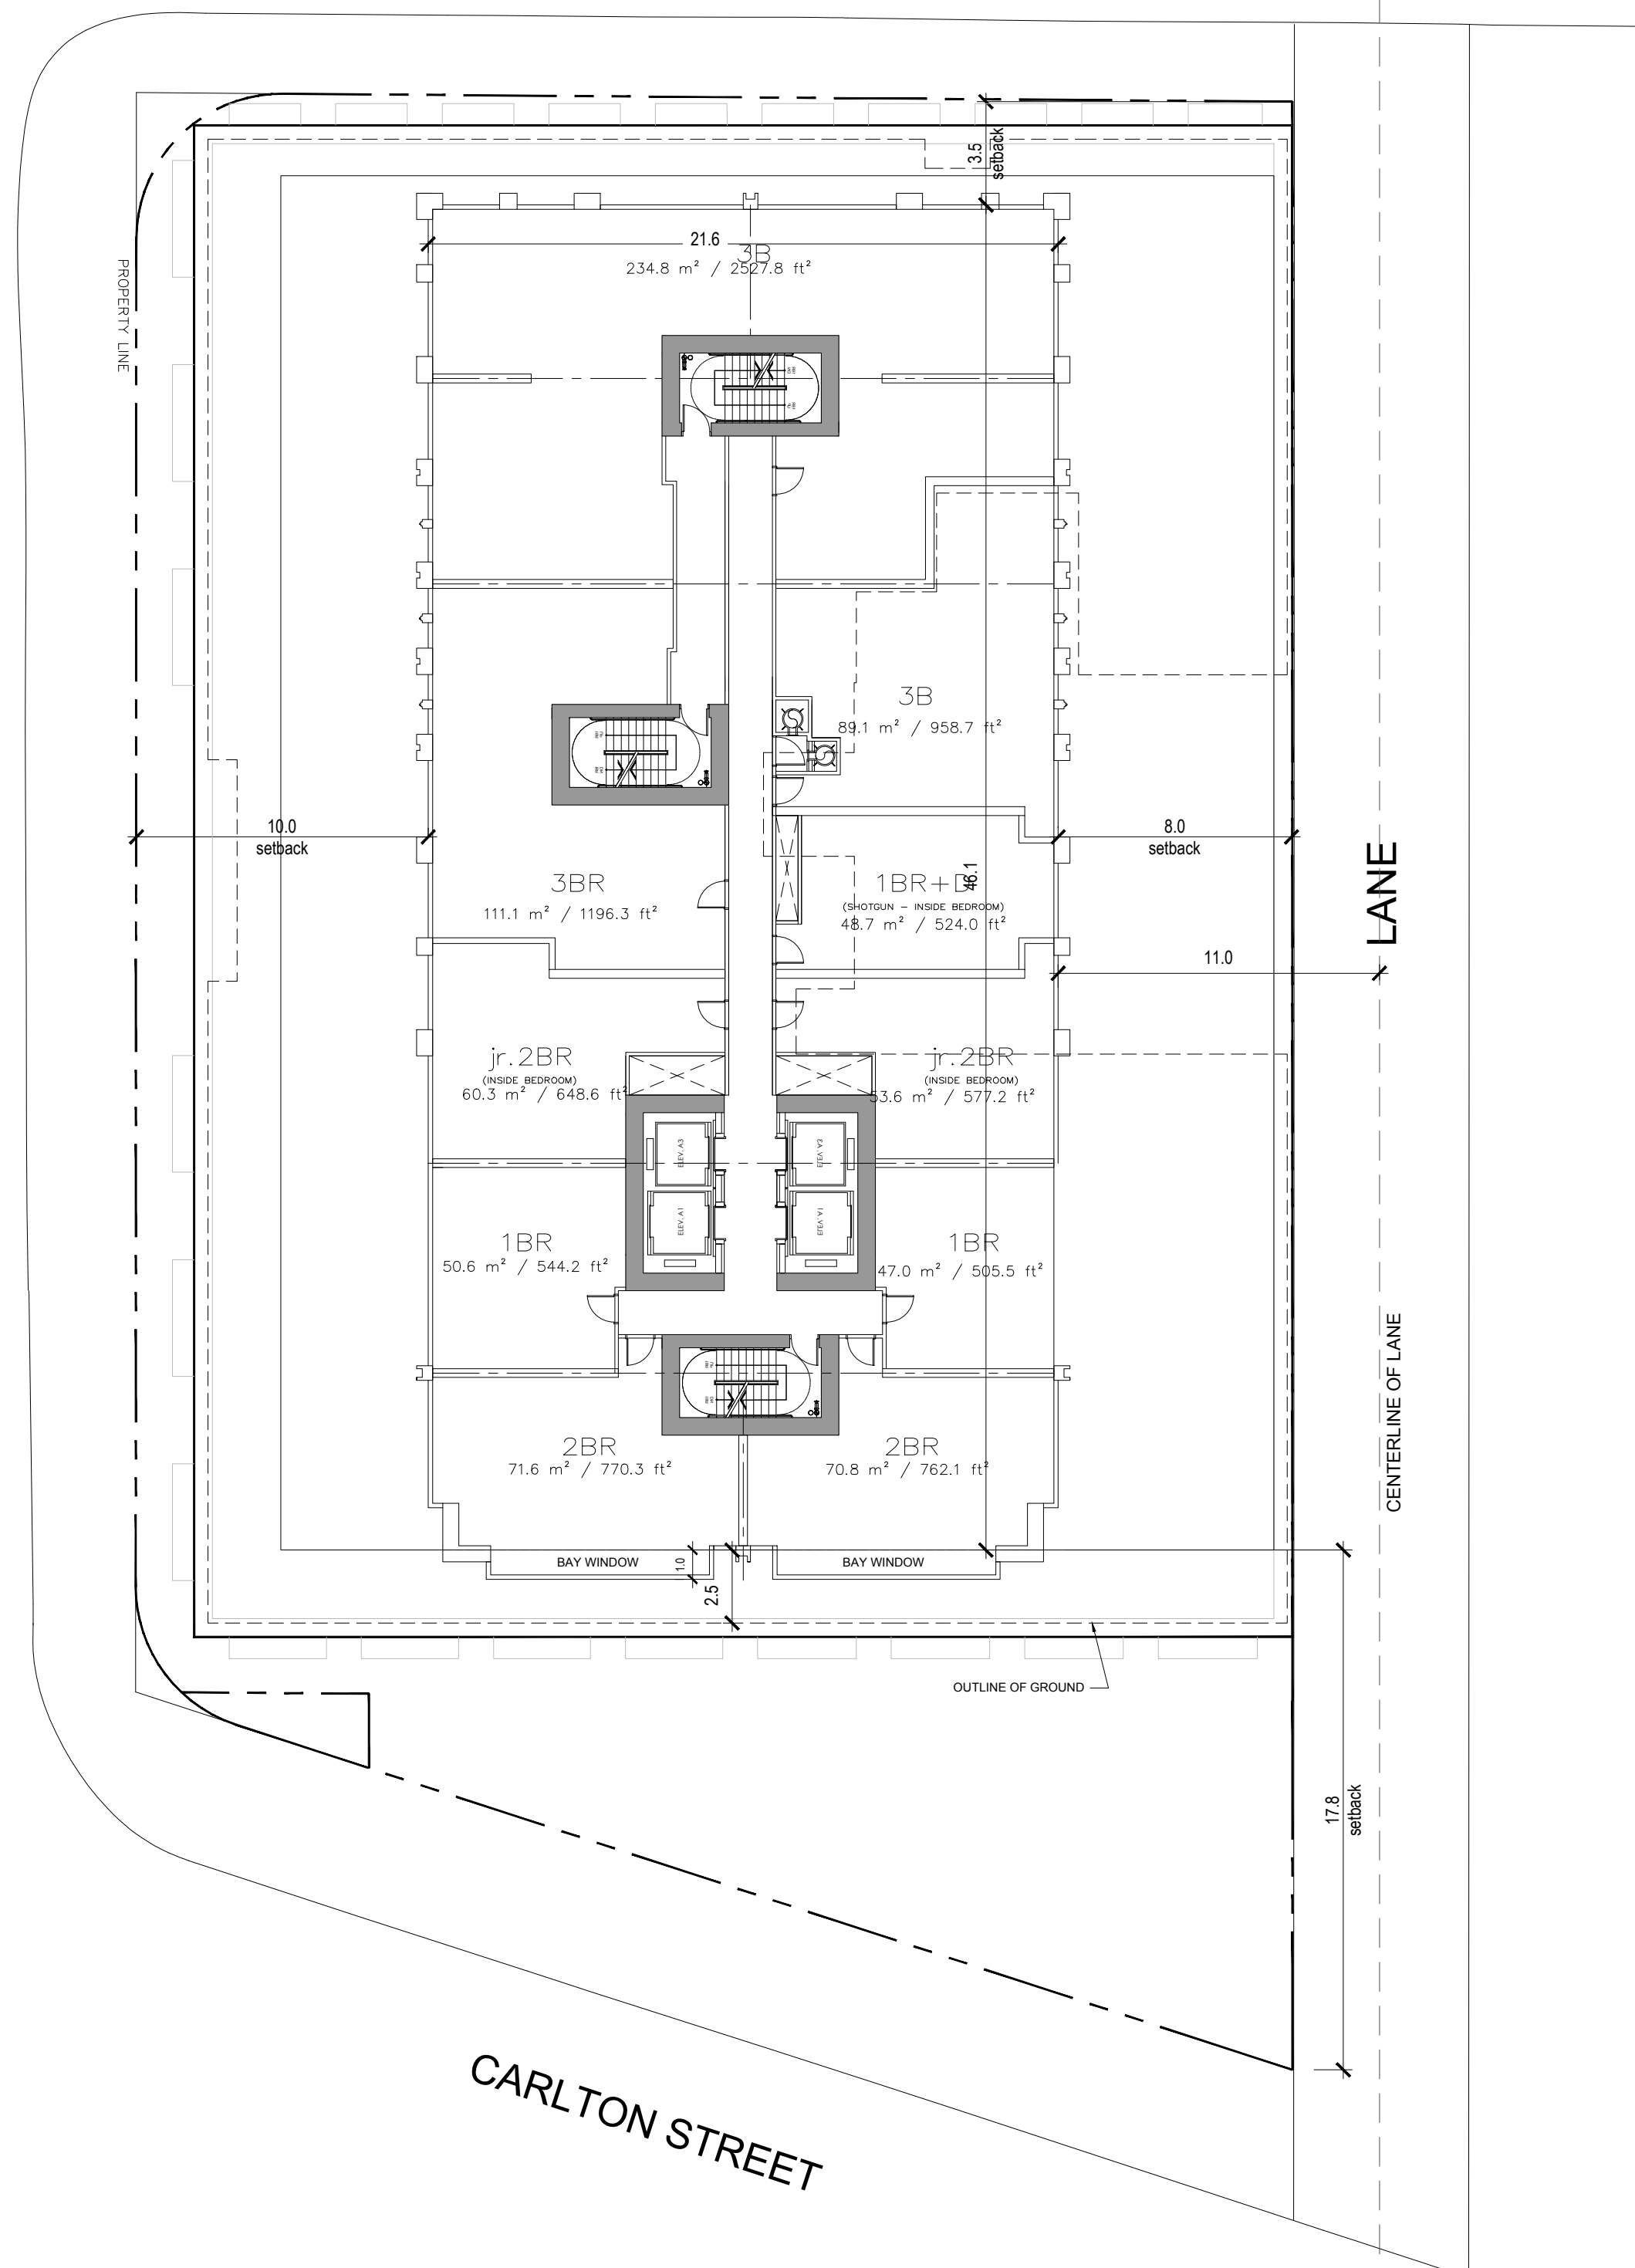 3.5
setback
PROPERTY LINE
21.6
3B
234.8 m² / 2527.8 ft²
3B
89.1 m² / 958.7 ft²
10.0
setback
8.0
setback
46.1
LANE
3BR
111.1 m² / 1196.3 ft²
1BR+D
(SHOTGUN – INSIDE BEDROOM)
48.7 m² / 524.0 ft²
11.0
jr.2BR
(INSIDE BEDROOM)
60.3 m² / 648.6 ft²
jr.2BR
(INSIDE BEDROOM)
53.6 m² / 577.2 ft²
ELEV. A3
ELEV. A3
ELEV. A1
ELEV. A1
1BR
50.6 m² / 544.2 ft²
1BR
47.0 m² / 505.5 ft²
CENTERLINE OF LANE
2BR
71.6 m² / 770.3 ft²
2BR
70.8 m² / 762.1 ft²
BAY WINDOW
1.0
BAY WINDOW
2.5
OUTLINE OF GROUND
17.8
setback
CARLTON STREET